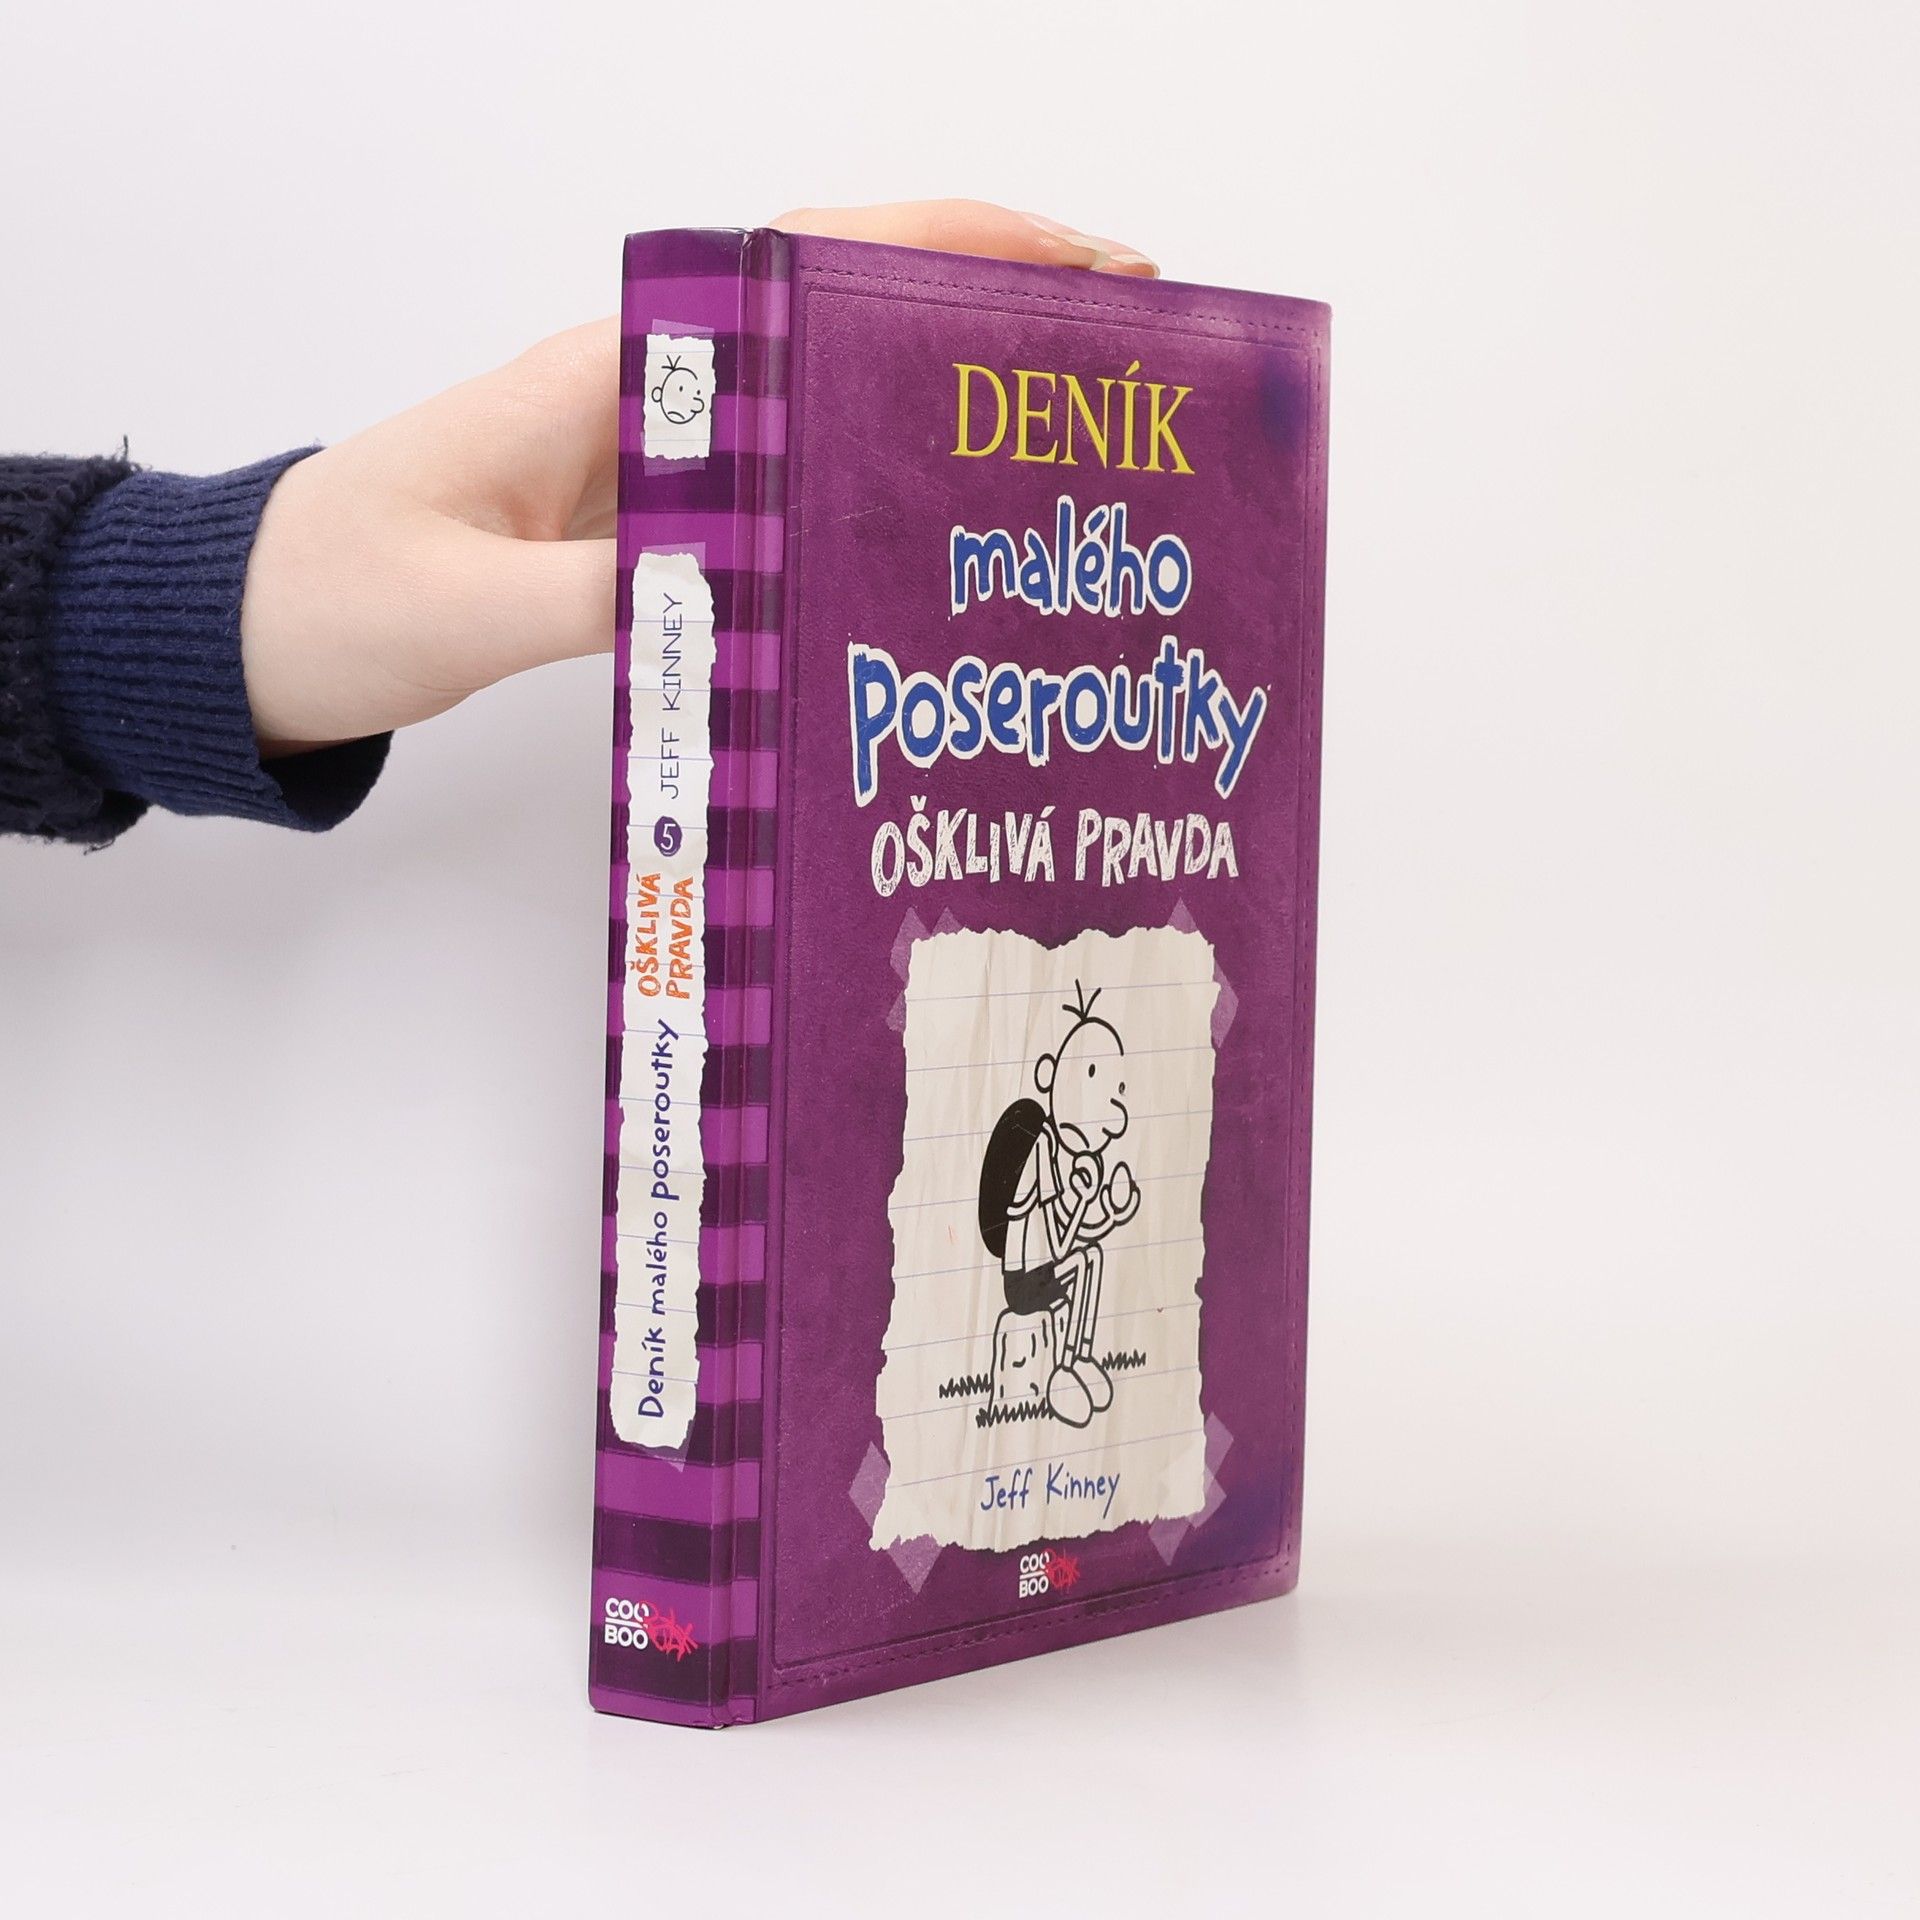 DENÍK
malého
poseroutky
OŠKLIVÁ PRAVDA
Jeff Kinney
COO
BOO
Deník malého poseroutky
OŠKLIVÁ
PRAVDA
5
JEFF KINNEY
COO
BOO